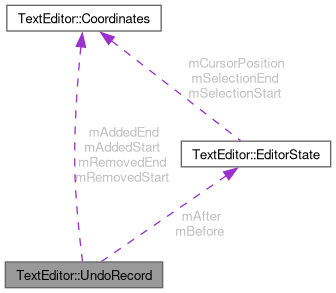 TextEditor::Coordinates
mCursorPosition
mSelectionEnd
mSelectionStart
mAddedEnd
mAddedStart
mRemovedEnd
mRemovedStart
TextEditor::EditorState
mAfter
mBefore
TextEditor::UndoRecord